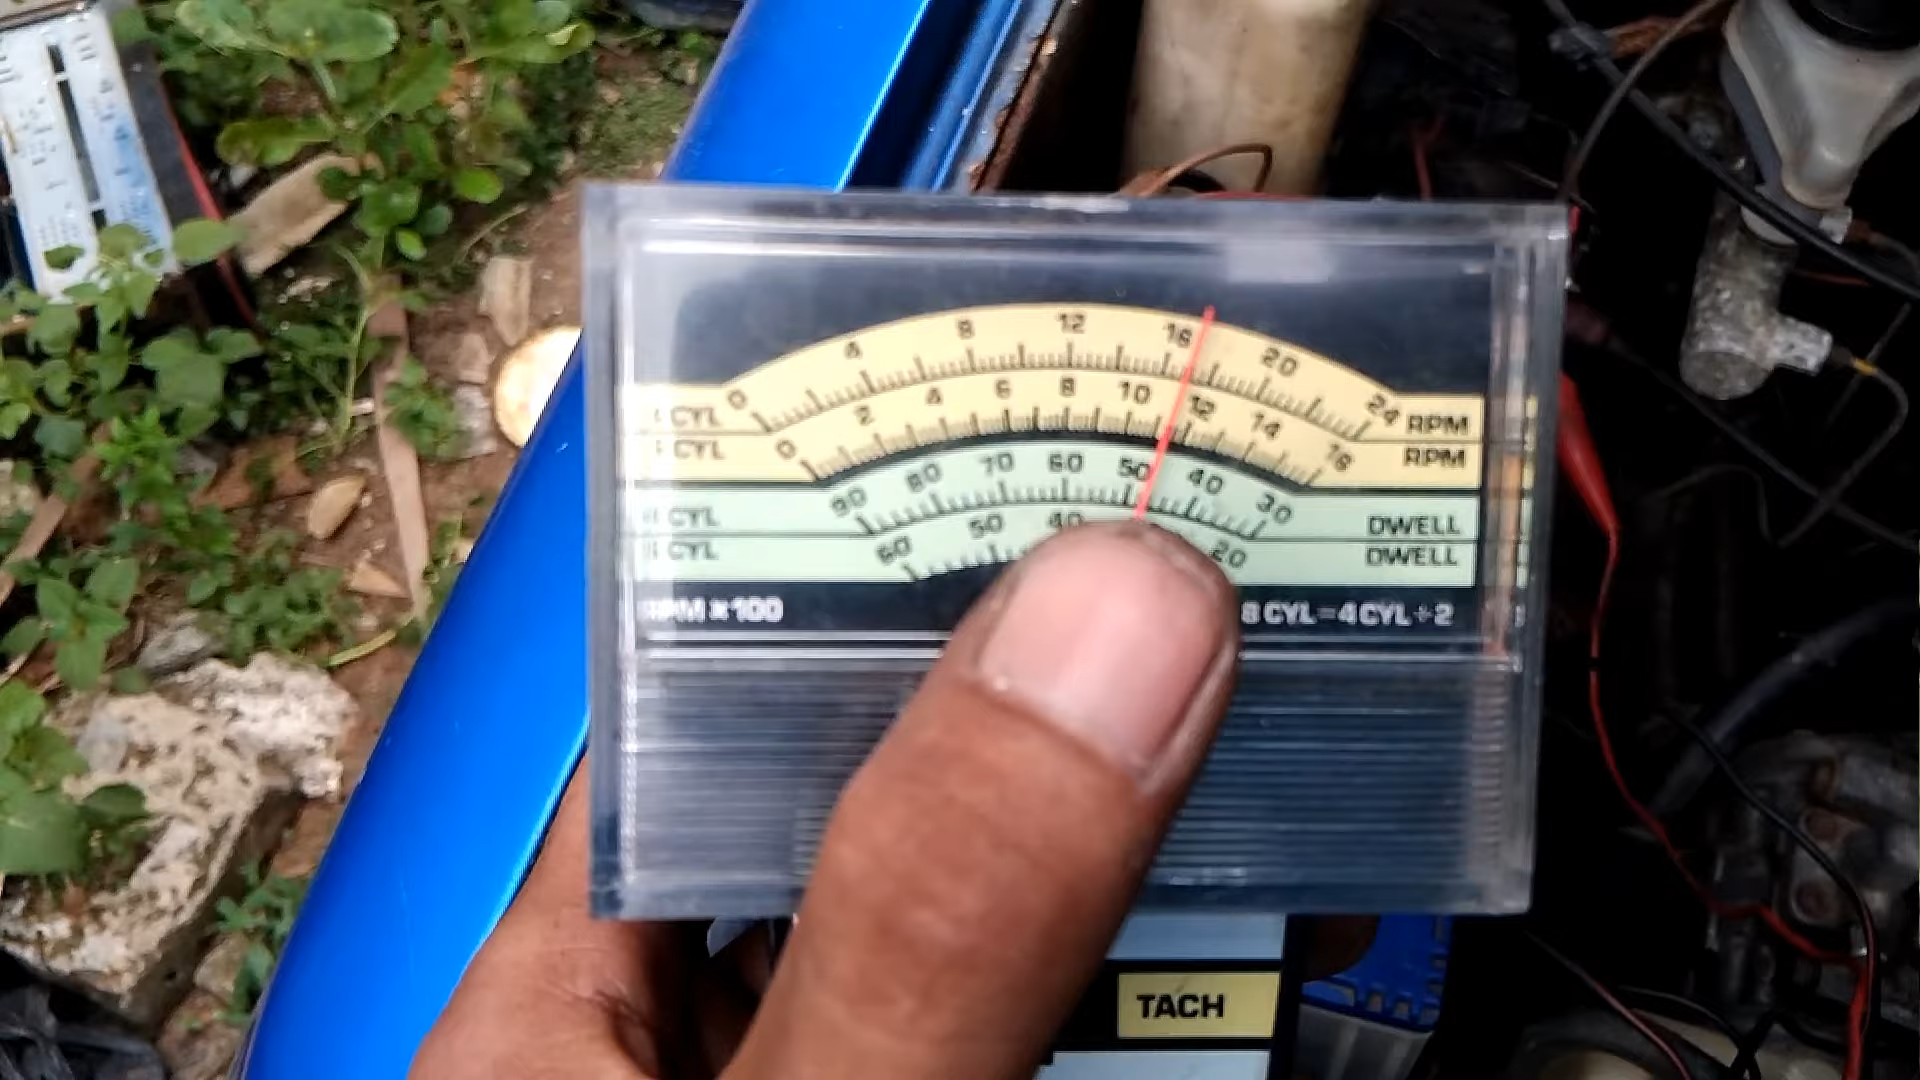 0 4 8 12 16 20 24
CYL RPM
0 2 4 6 8 10 12 14 16
CYL RPM
90 80 70 60 50 40 30
CYL DWELL
60 50 40 20
CYL DWELL
RPM x 100 8 CYL=4 CYL÷2
TACH